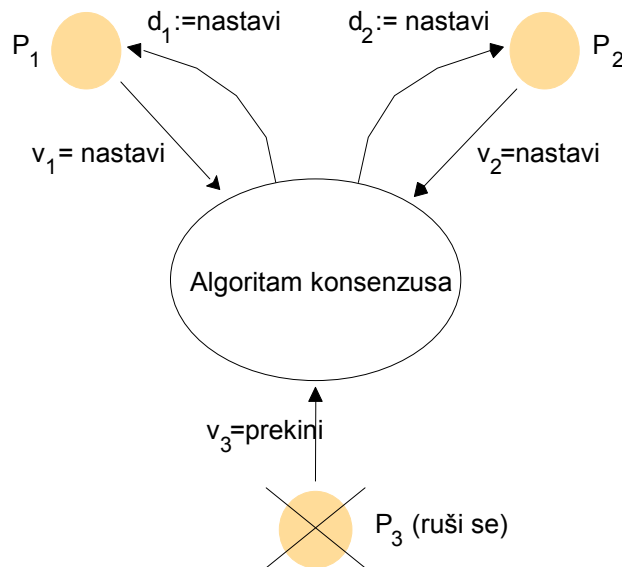 d₁:=nastavi
d₂:= nastavi
P₁
P₂
v₁= nastavi
v₂=nastavi
Algoritam konsenzusa
v₃=prekini
P₃ (ruši se)